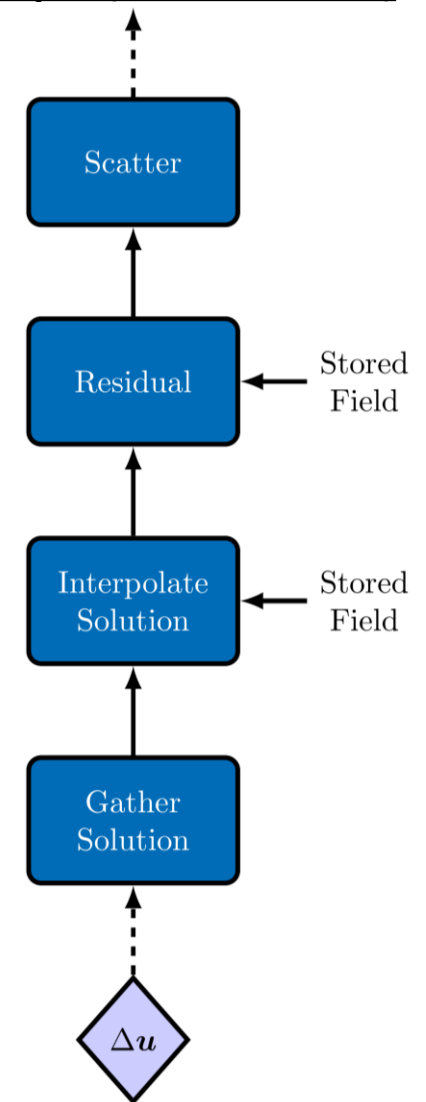 Scatter
Residual
Stored
Field
Interpolate
Solution
Stored
Field
Gather
Solution
Δu